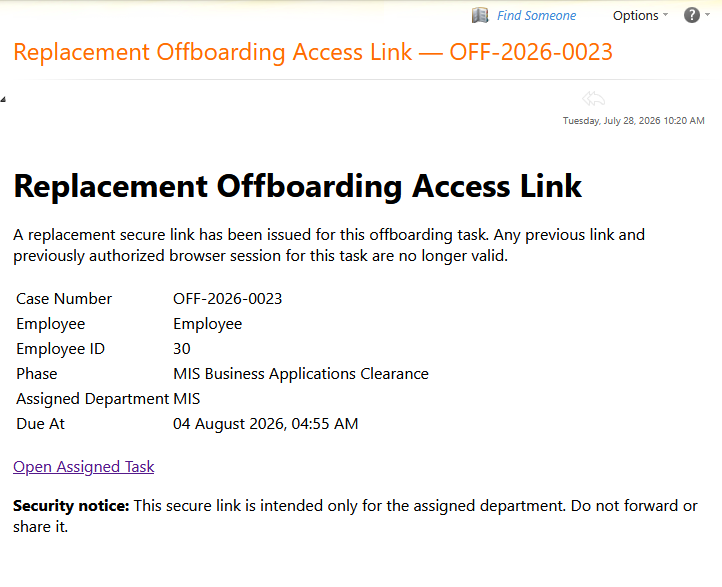 Find Someone Options
Replacement Offboarding Access Link — OFF-2026-0023
Tuesday, July 28, 2026 10:20 AM
Replacement Offboarding Access Link
A replacement secure link has been issued for this offboarding task. Any previous link and
previously authorized browser session for this task are no longer valid.
Case Number OFF-2026-0023
Employee Employee
Employee ID 30
Phase MIS Business Applications Clearance
Assigned Department MIS
Due At 04 August 2026, 04:55 AM
Open Assigned Task
Security notice: This secure link is intended only for the assigned department. Do not forward or
share it.